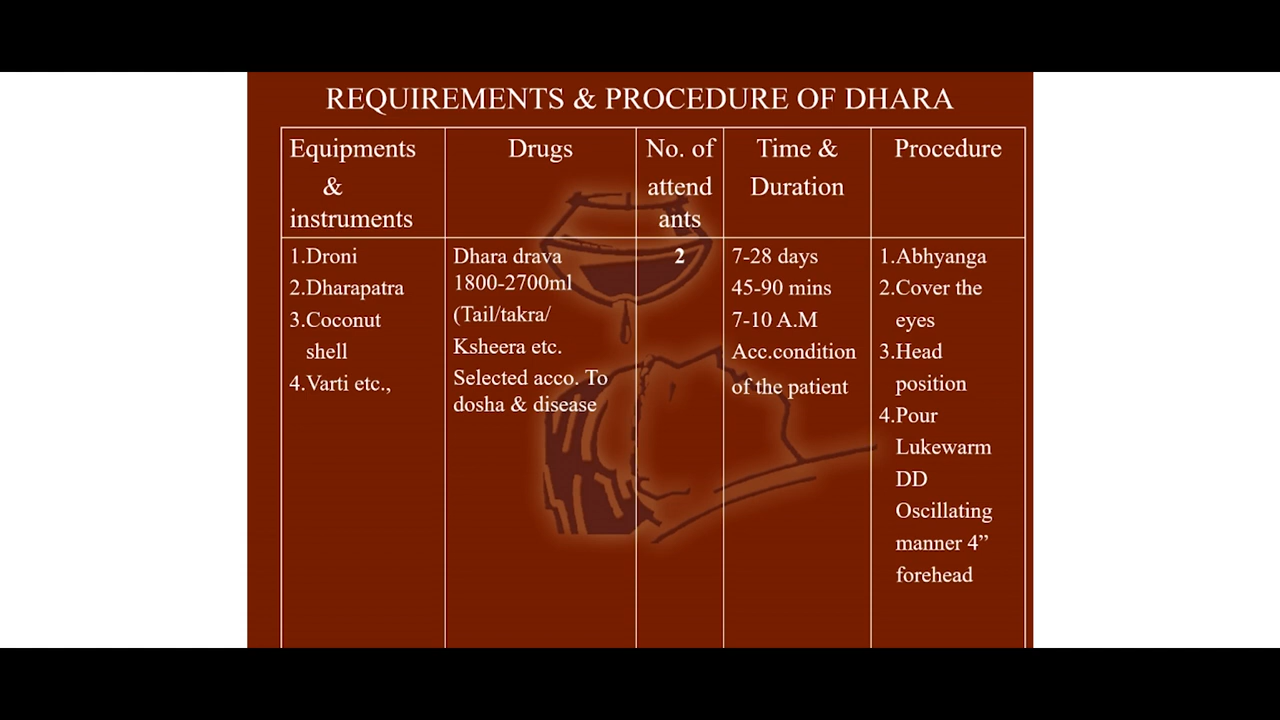 REQUIREMENTS & PROCEDURE OF DHARA
Equipments
&
instruments
Drugs
No. of
attend
ants
Time &
Duration
Procedure
1.Droni
2.Dharapatra
3.Coconut
shell
4.Varti etc.,
Dhara drava
1800-2700ml
(Tail/takra/
Ksheera etc.
Selected acco. To
dosha & disease
2
7-28 days
45-90 mins
7-10 A.M
Acc.condition
of the patient
1.Abhyanga
2.Cover the
eyes
3.Head
position
4.Pour
Lukewarm
DD
Oscillating
manner 4”
forehead